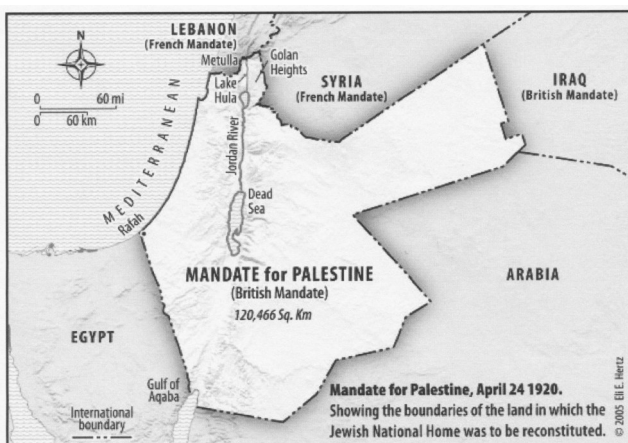 LEBANON
(French Mandate)
Metulla
Golan
Heights
N
Lake
Hula
SYRIA
(French Mandate)
IRAQ
(British Mandate)
0 60 mi
0 60 km
MEDITERRANEAN
Jordan River
Dead
Sea
Rafah
MANDATE for PALESTINE
(British Mandate)
120,466 Sq. Km
ARABIA
EGYPT
Gulf of
Aqaba
International
boundary
Mandate for Palestine, April 24 1920.
Showing the boundaries of the land in which the
Jewish National Home was to be reconstituted.
© 2005 Eli E. Hertz